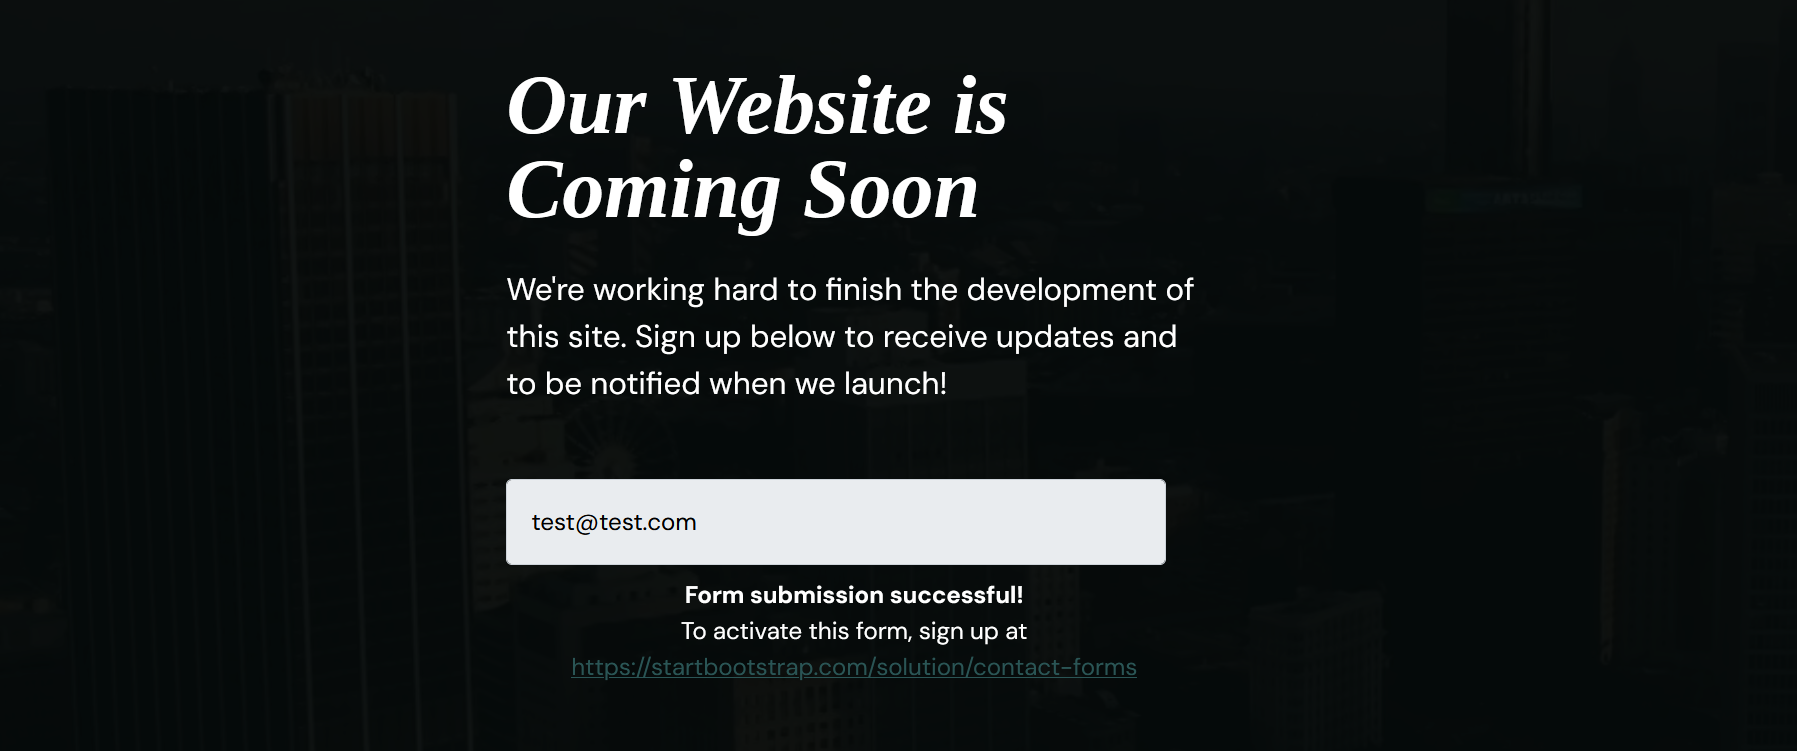 Our Website is
Coming Soon
We're working hard to finish the development of
this site. Sign up below to receive updates and
to be notified when we launch!
test@test.com
Form submission successful!
To activate this form, sign up at
https://startbootstrap.com/solution/contact-forms